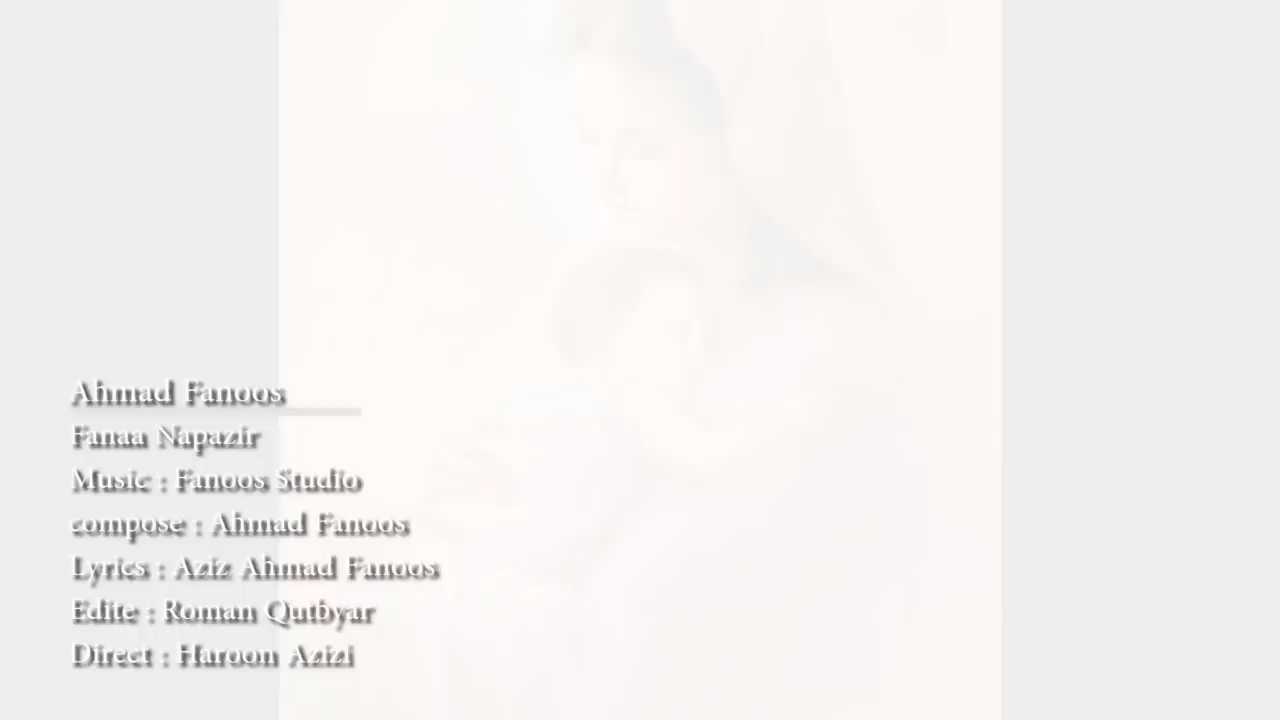 Ahmad Fanoos
Fanaa Napazir
Music : Fanoos Studio
compose : Ahmad Fanoos
Lyrics : Aziz Ahmad Fanoos
Edite : Roman Qutbyar
Direct : Haroon Azizi